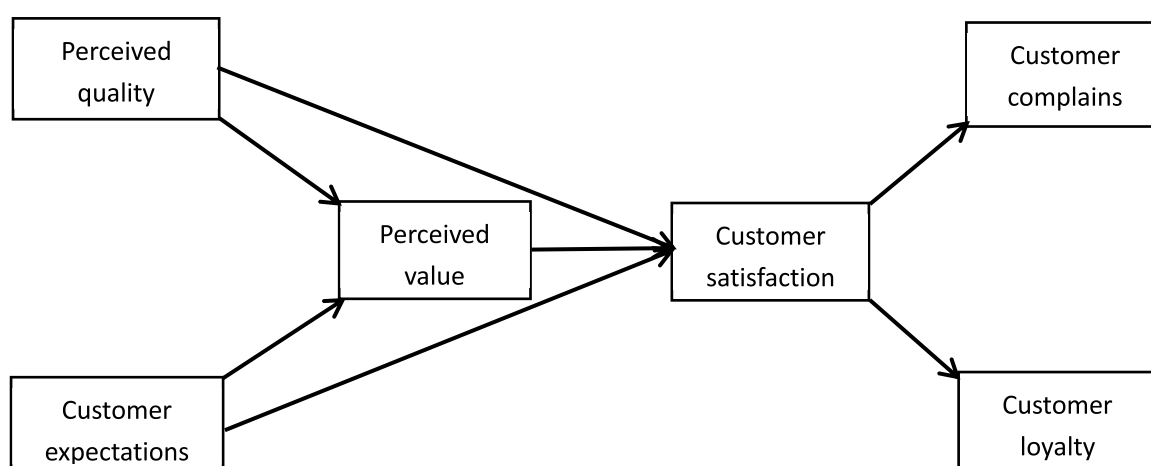 Perceived
quality
Customer
complains
Perceived
value
Customer
satisfaction
Customer
expectations
Customer
loyalty